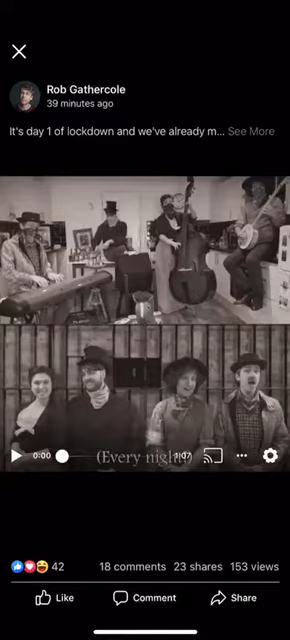 Rob Gathercole
39 minutes ago
It's day 1 of lockdown and we've already m... See More
0:00
(Every night)
1:07
42
18 comments 23 shares 153 views
Like Comment Share